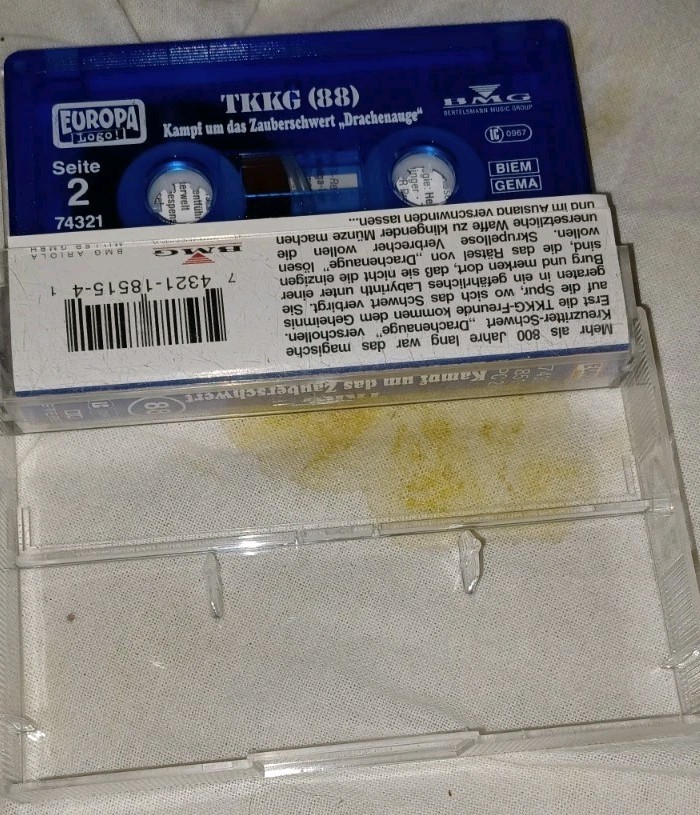 TKKG (88)
Kampf um das Zauberschwert „Drachenauge“
EUROPA
Logo!
BMG
BERTELSMANN MUSIC GROUP
LC 0967
BIEM
GEMA
Seite
2
74321
Mehr als 800 Jahre lang war das magische
Kreuzritter-Schwert „Drachenauge“ verschollen.
Erst die TKKG-Freunde kommen dem Geheimnis
auf die Spur, wo sich das Schwert verbirgt. Sie
geraten in ein gefährliches Labyrinth unter einer
Burg und merken dort, daß sie nicht die einzigen
sind, die das Rätsel von „Drachenauge“ lösen
wollen. Skrupellose Verbrecher wollen die
unersetzliche Waffe zu klingender Münze machen
und im Ausland verschwinden lassen...
7 4321-18515-4 1
BMG
BMG ARIOLA
Kampf um das Zauberschwert
88